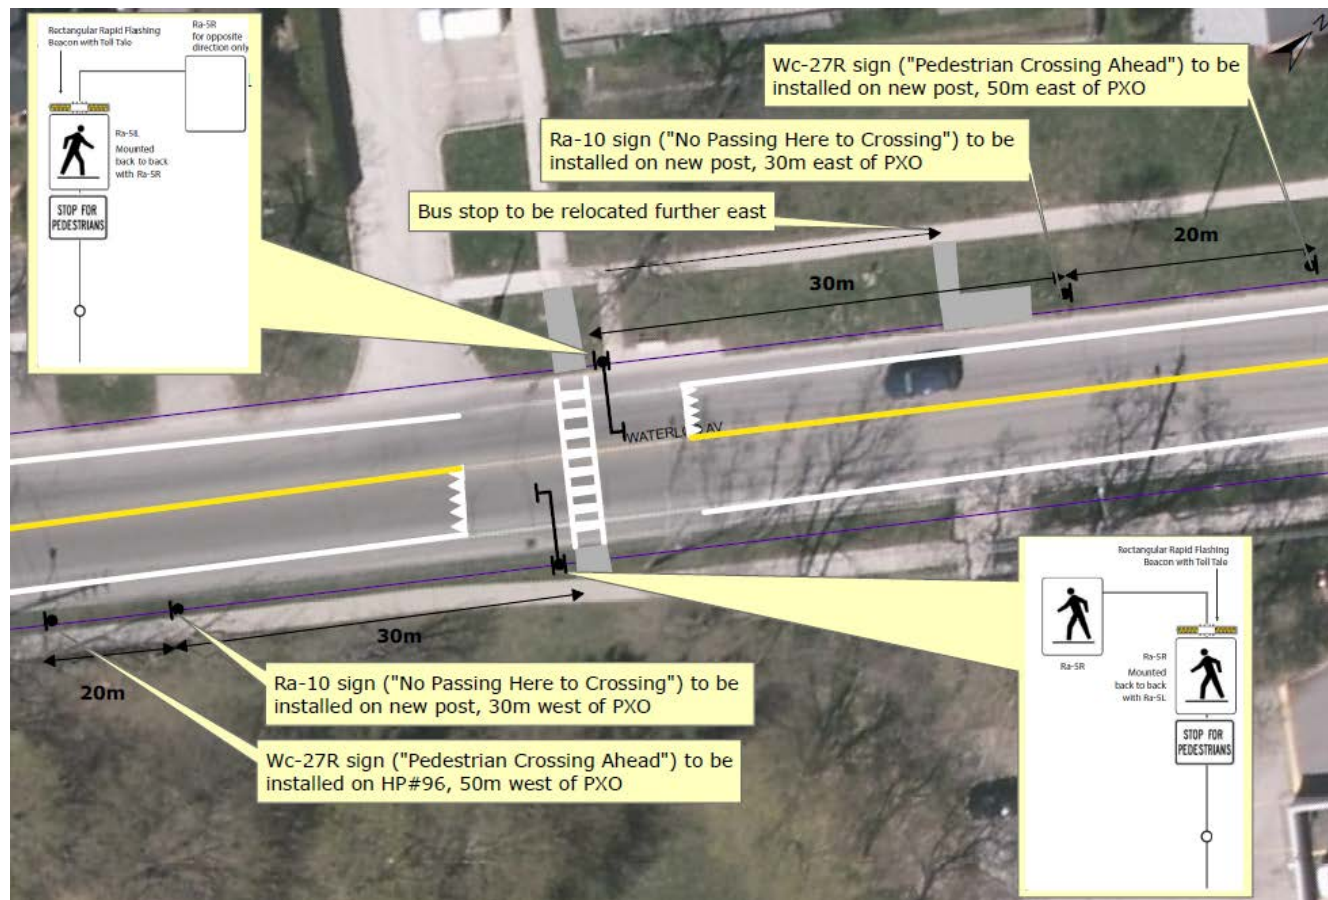 Rectangular Rapid Flashing
Beacon with Tell Tale
Ra-5R
for opposite
direction only
Ra-5L
Mounted
back to back
with Ra-5R
STOP FOR
PEDESTRIANS
N
Wc-27R sign ("Pedestrian Crossing Ahead") to be
installed on new post, 50m east of PXO
Ra-10 sign ("No Passing Here to Crossing") to be
installed on new post, 30m east of PXO
Bus stop to be relocated further east
20m
30m
WATERLOO AV
30m
20m
Ra-10 sign ("No Passing Here to Crossing") to be
installed on new post, 30m west of PXO
Wc-27R sign ("Pedestrian Crossing Ahead") to be
installed on HP#96, 50m west of PXO
Rectangular Rapid Flashing
Beacon with Tell Tale
Ra-5R
Ra-5R
Mounted
back to back
with Ra-5L
STOP FOR
PEDESTRIANS